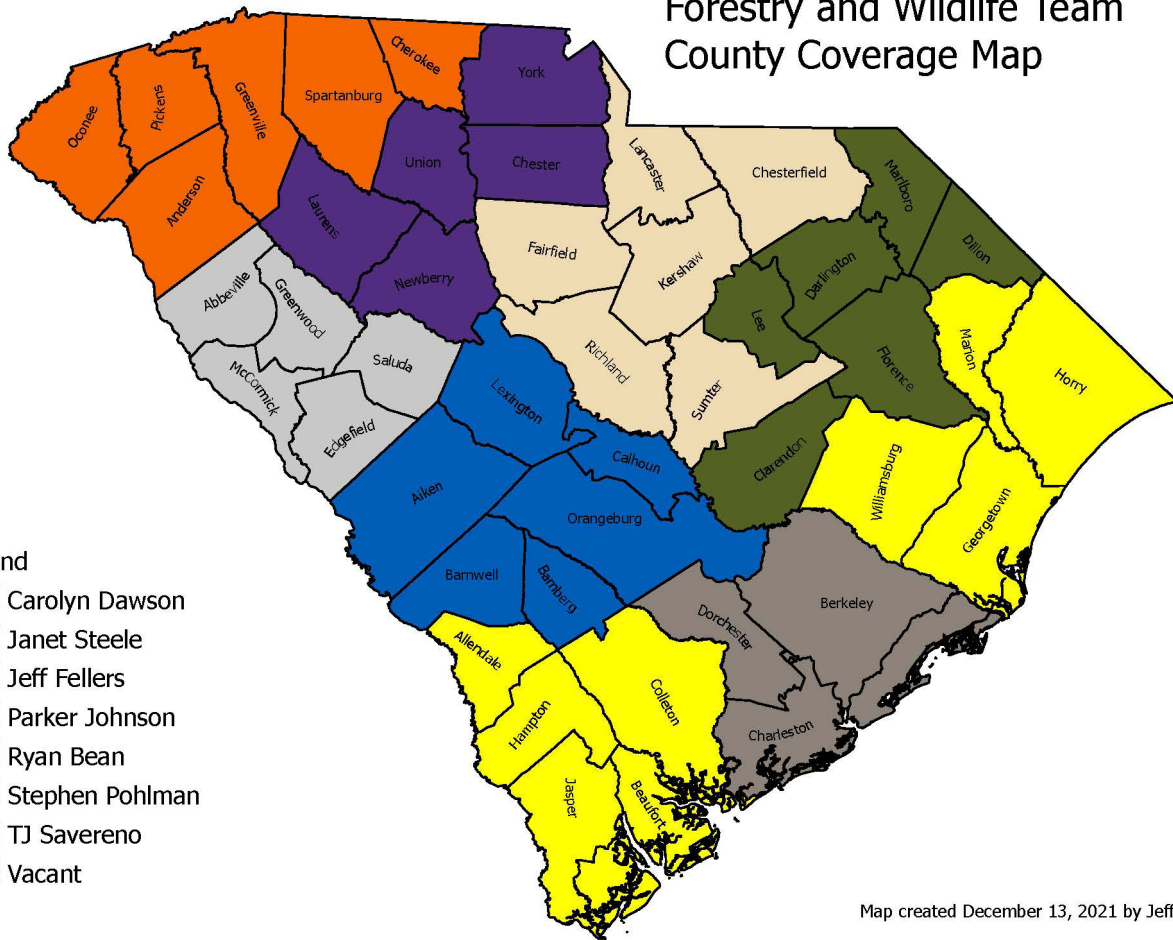 Forestry and Wildlife Team
County Coverage Map
York
Cherokee
Spartanburg
Greenville
Pickens
Oconee
Union
Chester
Lancaster
Chesterfield
Marlboro
Anderson
Laurens
Dillon
Fairfield
Kershaw
Darlington
Newberry
Abbeville
Greenwood
Lee
Marion
Saluda
Richland
Florence
Horry
McCormick
Lexington
Sumter
Edgefield
Calhoun
Clarendon
Williamsburg
Aiken
Orangeburg
Georgetown
Barnwell
Bamberg
Berkeley
Dorchester
Allendale
Colleton
Hampton
Charleston
Jasper
Beaufort
nd
Carolyn Dawson
Janet Steele
Jeff Fellers
Parker Johnson
Ryan Bean
Stephen Pohlman
TJ Savereno
Vacant
Map created December 13, 2021 by Jeff